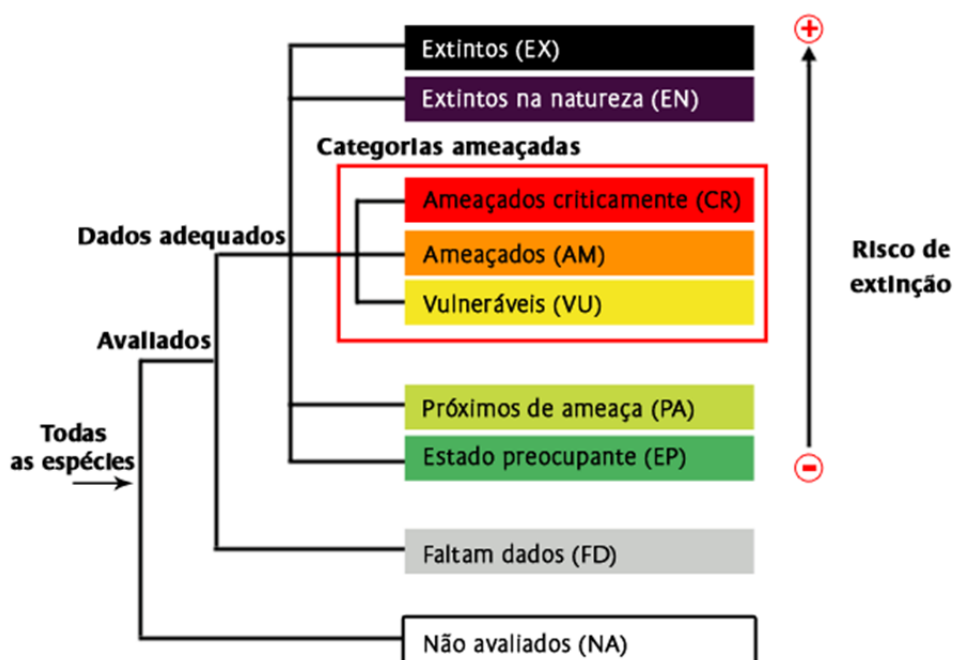 Extintos (EX)
Extintos na natureza (EN)
Categorias ameaçadas
Ameaçados criticamente (CR)
Dados adequados
Ameaçados (AM)
Risco de
extinção
Vulneráveis (VU)
Avaliados
Próximos de ameaça (PA)
Todas
as espécies
Estado preocupante (EP)
Faltam dados (FD)
Não avaliados (NA)